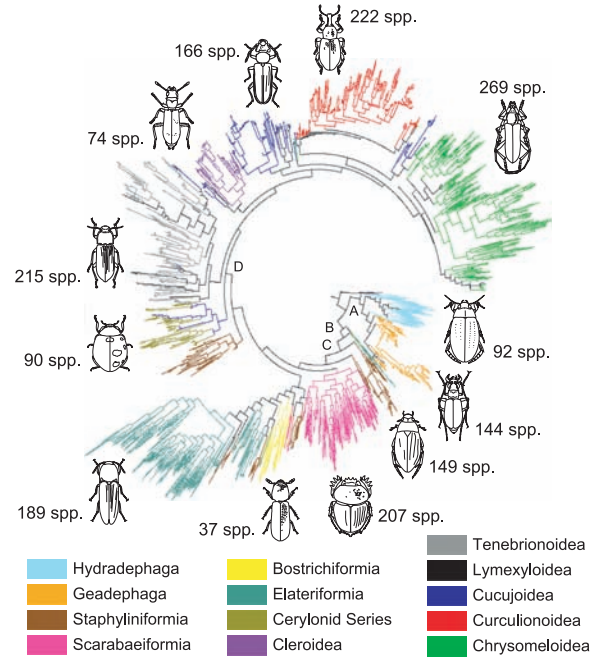 222 spp.
166 spp.
269 spp.
74 spp.
D
215 spp.
A
B
C
90 spp.
92 spp.
144 spp.
149 spp.
189 spp.
37 spp.
207 spp.
Hydradephaga
Geadephaga
Staphyliniformia
Scarabaeiformia
Bostrichiformia
Elateriformia
Cerylonid Series
Cleroidea
Tenebrionoidea
Lymexyloidea
Cucujoidea
Curculionoidea
Chrysomeloidea